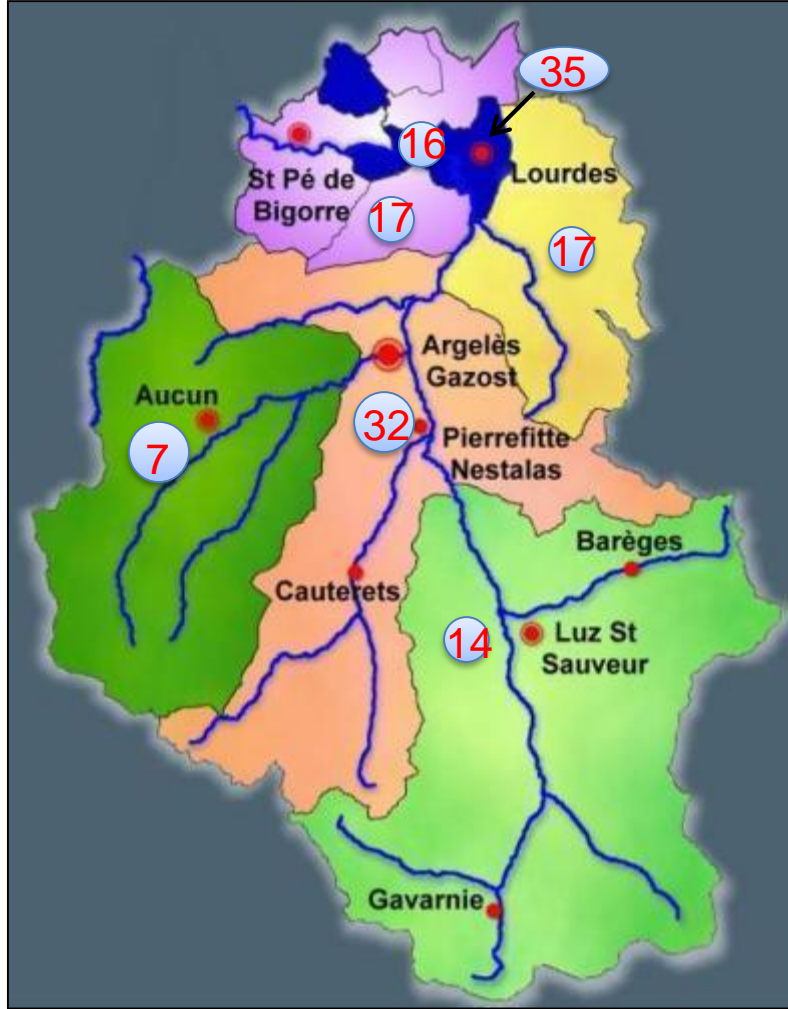 35
16
St Pé de
Bigorre
Lourdes
17
17
Argelès
Gazost
Aucun
32
7
Pierrefitte
Nestalas
Barèges
Cauterets
14
Luz St
Sauveur
Gavarnie